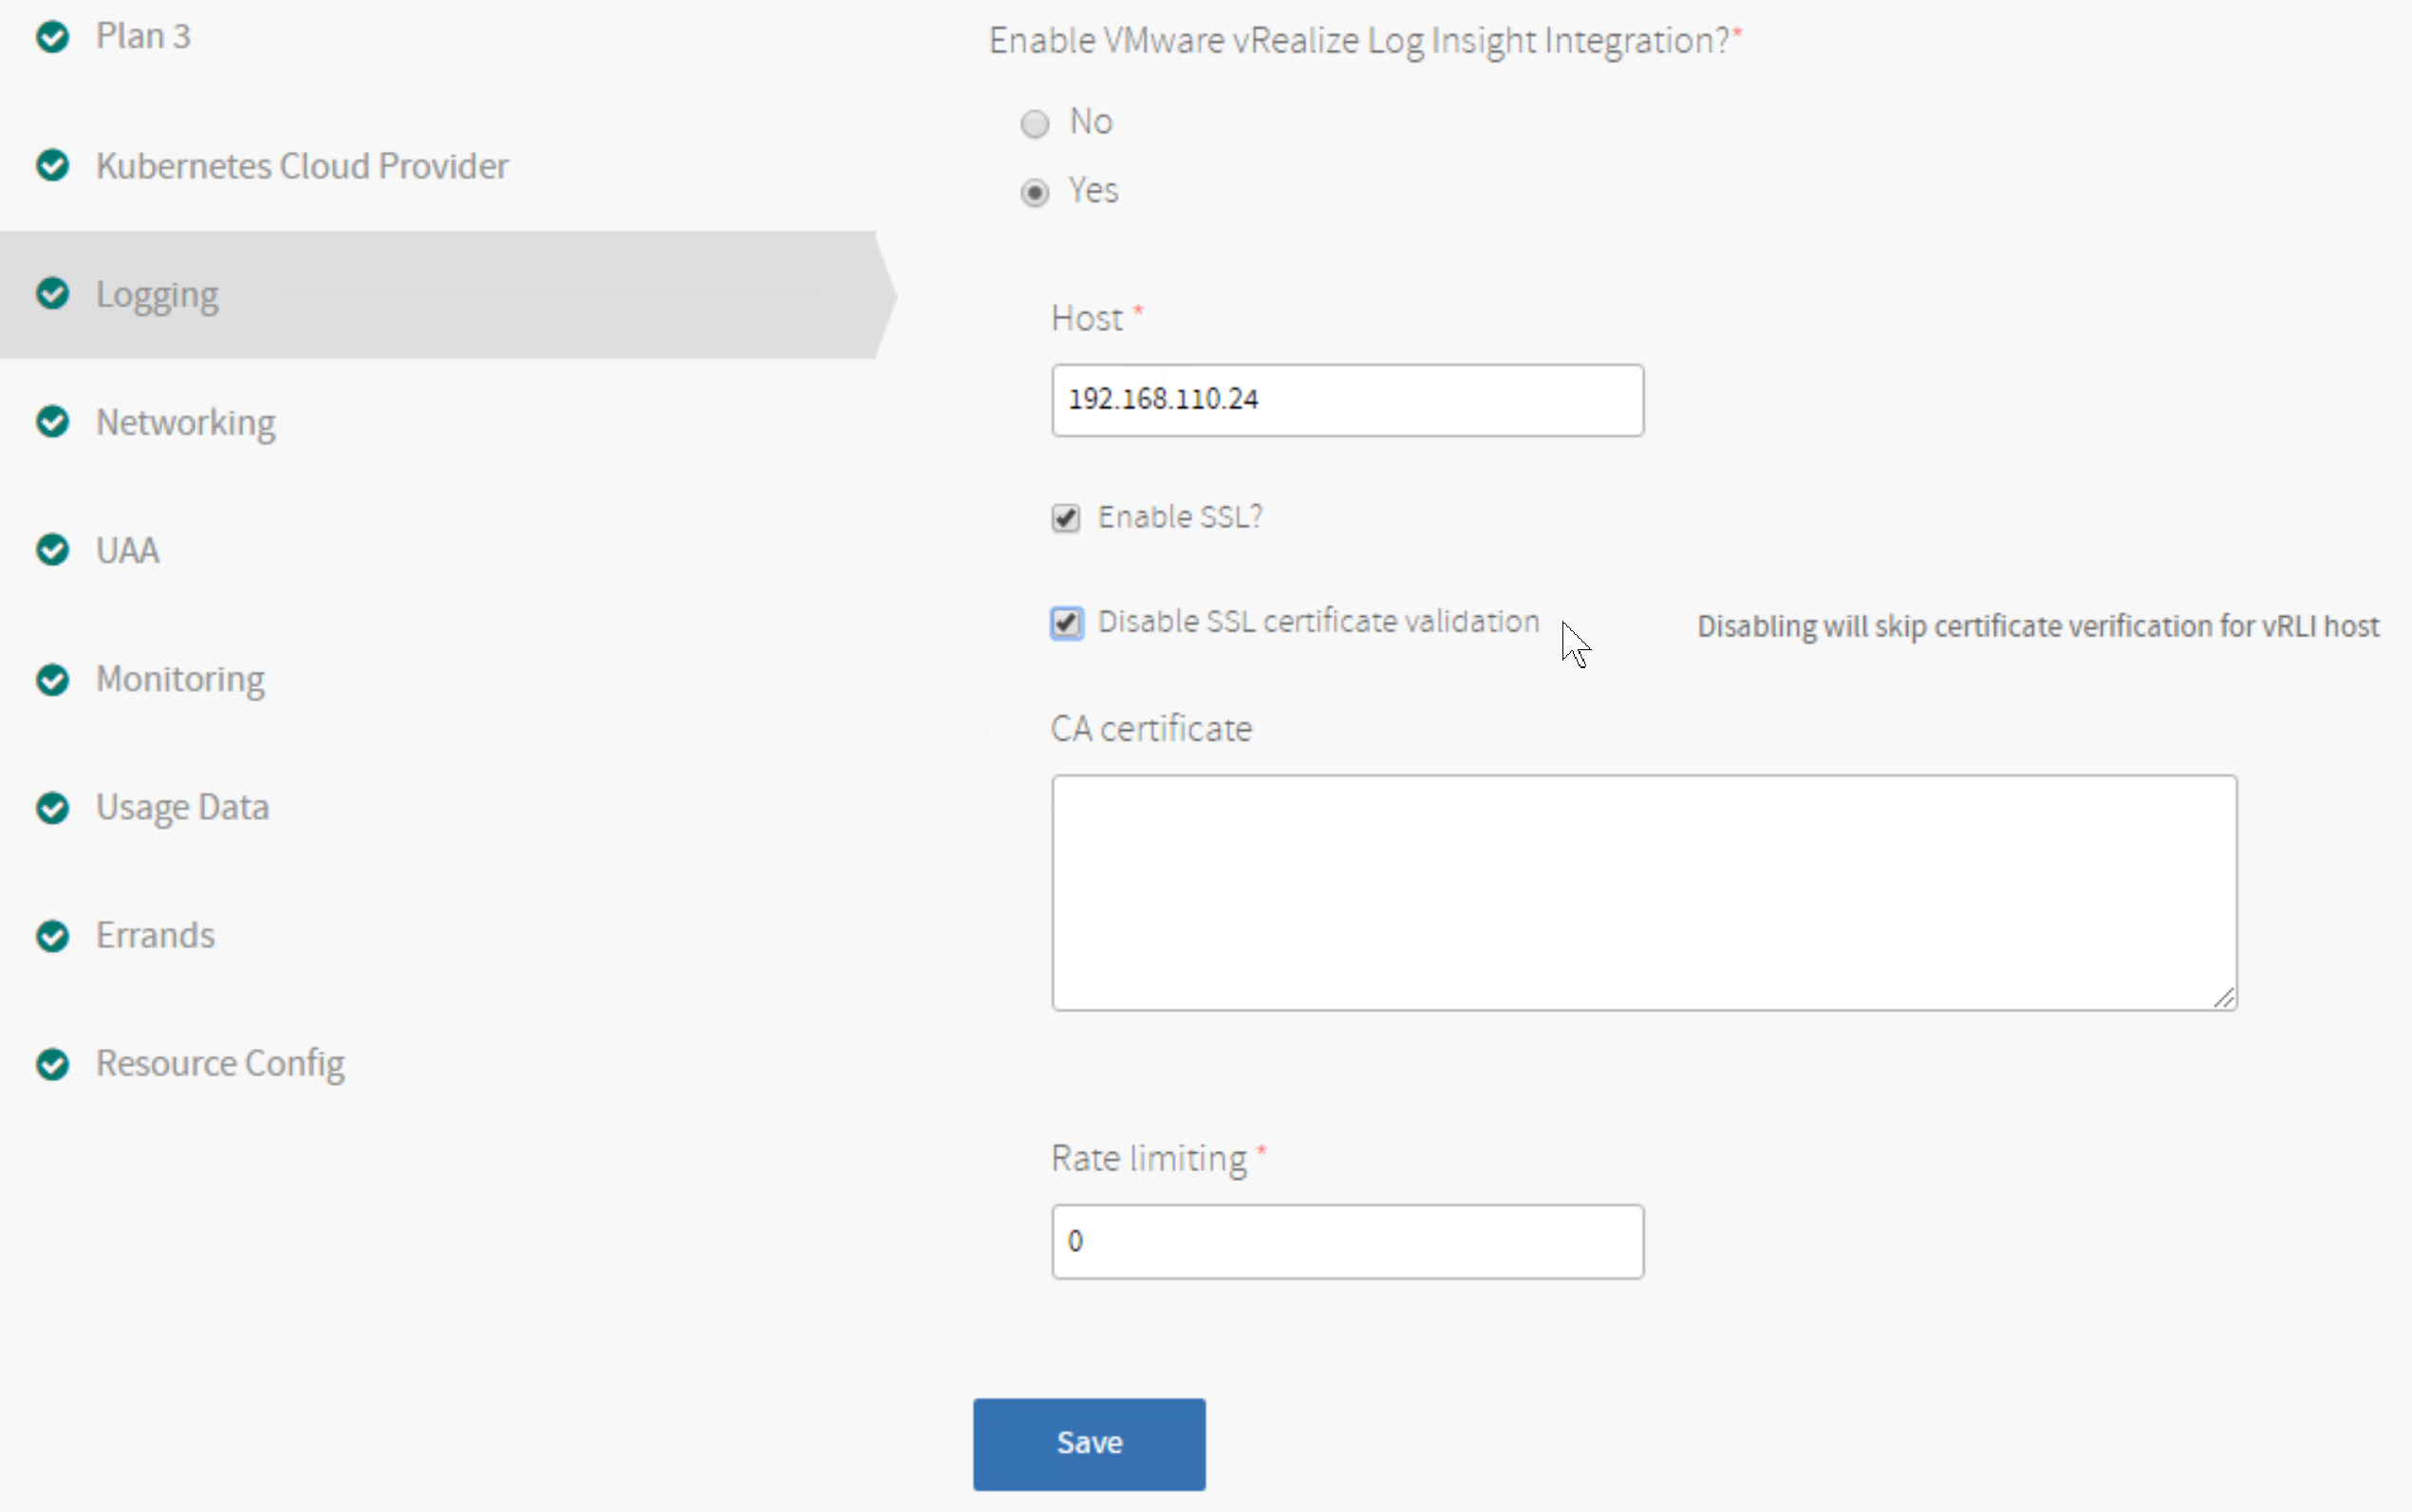 Plan 3
Kubernetes Cloud Provider
Logging
Networking
UAA
Monitoring
Usage Data
Errands
Resource Config
Enable VMware vRealize Log Insight Integration?*
No
Yes
Host *
192.168.110.24
Enable SSL?
Disable SSL certificate validation
Disabling will skip certificate verification for vRLI host
CA certificate
Rate limiting *
0
Save